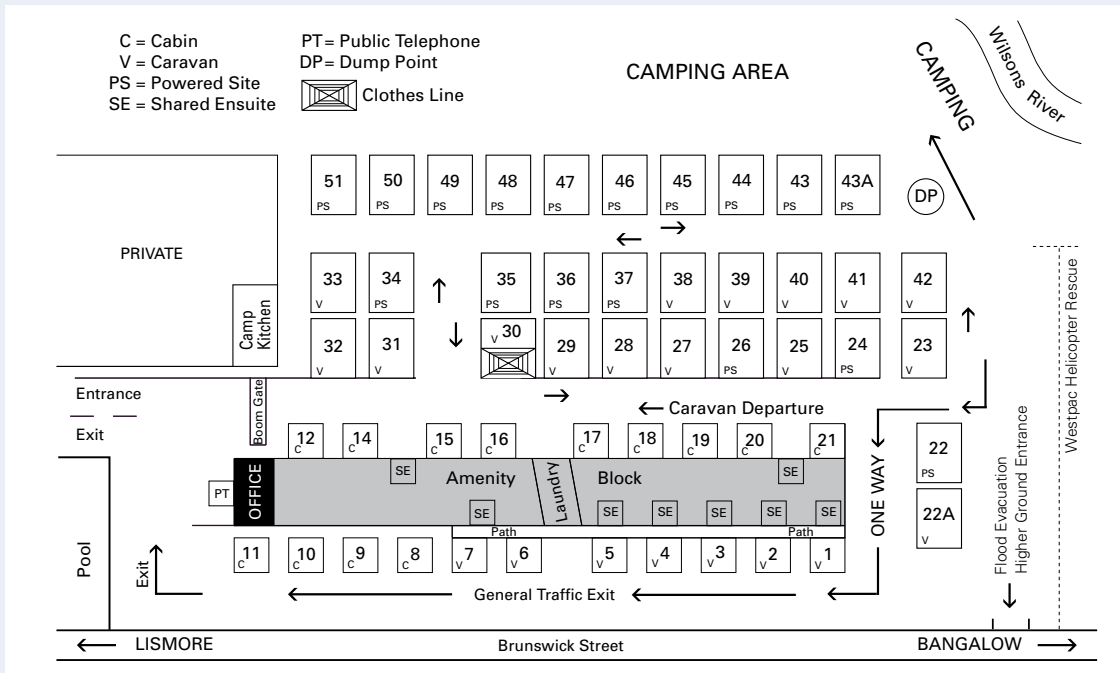 C = Cabin
V = Caravan
PS = Powered Site
SE = Shared Ensuite
PT = Public Telephone
DP = Dump Point
Clothes Line
CAMPING AREA
CAMPING
Wilsons River
51 50 49 48 47 46 45 44 43 43A
PS PS PS PS PS PS PS PS PS PS
DP
PRIVATE
33 34 35 36 37 38 39 40 41 42
V PS PS PS PS V V V V V
Camp
Kitchen
32 31 V 30 29 28 27 26 25 24 23
V V V V V PS V PS V
Westpac Helicopter Rescue
Entrance
Exit
Boom Gate
Caravan Departure
12 14 15 16 17 18 19 20 21 22
C C C C C C C C C PS
OFFICE
PT
SE
Amenity
Laundry
Block
SE
SE SE SE SE SE SE
Path Path
ONE WAY
22A
V
Flood Evacuation
Higher Ground Entrance
11 10 9 8 7 6 5 4 3 2 1
C C C C V V V V V V V
Pool
Exit
General Traffic Exit
LISMORE
Brunswick Street
BANGALOW